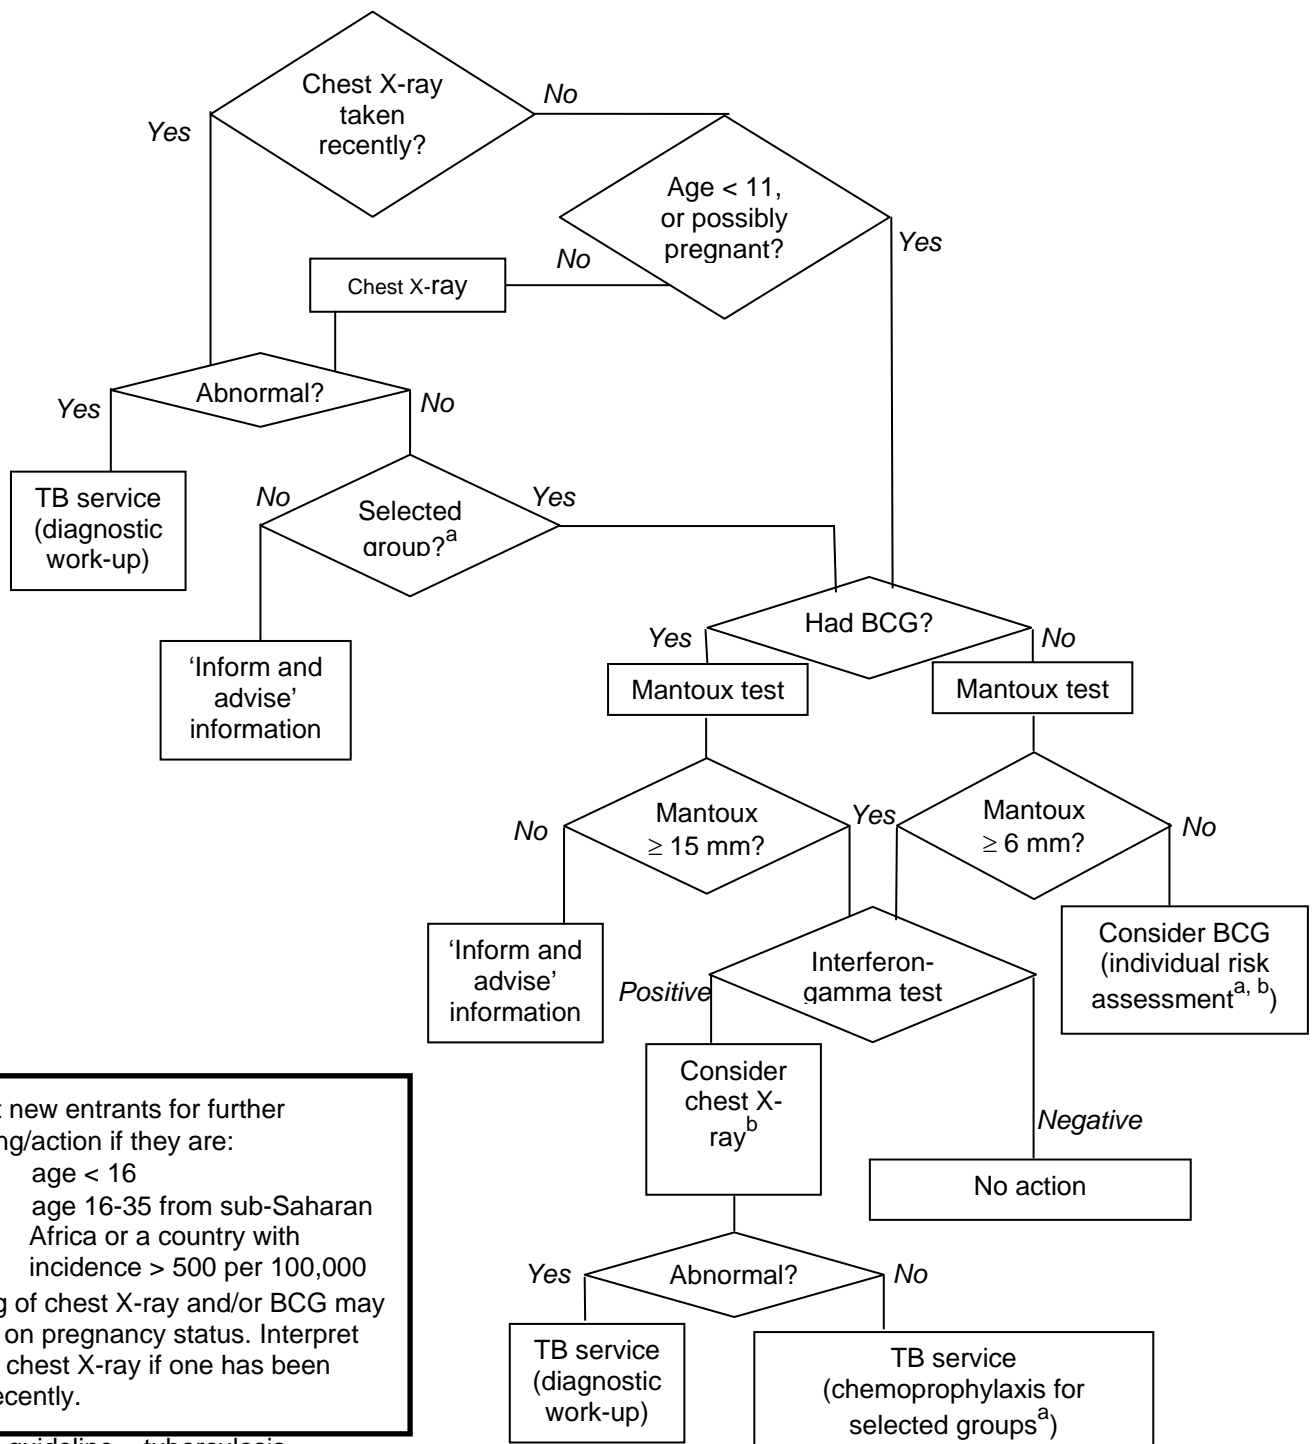 Chest X-ray
taken
recently?
No
Yes
Age < 11,
or possibly
pregnant?
Yes
No
Chest X-ray
Abnormal?
Yes
No
TB service
(diagnostic
work-up)
No
Selected
group?a
Yes
Had BCG?
Yes
No
'Inform and
advise'
information
Mantoux test
Mantoux test
Mantoux
≥ 15 mm?
No
Yes
Mantoux
≥ 6 mm?
No
'Inform and
advise'
information
Interferon-
gamma test
Positive
Consider BCG
(individual risk
assessmenta, b)
Consider
chest X-
rayb
Negative
No action
new entrants for further
ng/action if they are:
age < 16
age 16-35 from sub-Saharan
Africa or a country with
incidence > 500 per 100,000
g of chest X-ray and/or BCG may
on pregnancy status. Interpret
chest X-ray if one has been
ecently.
Abnormal?
Yes
No
TB service
(diagnostic
work-up)
TB service
(chemoprophylaxis for
selected groupsa)
guideline – tuberculosis